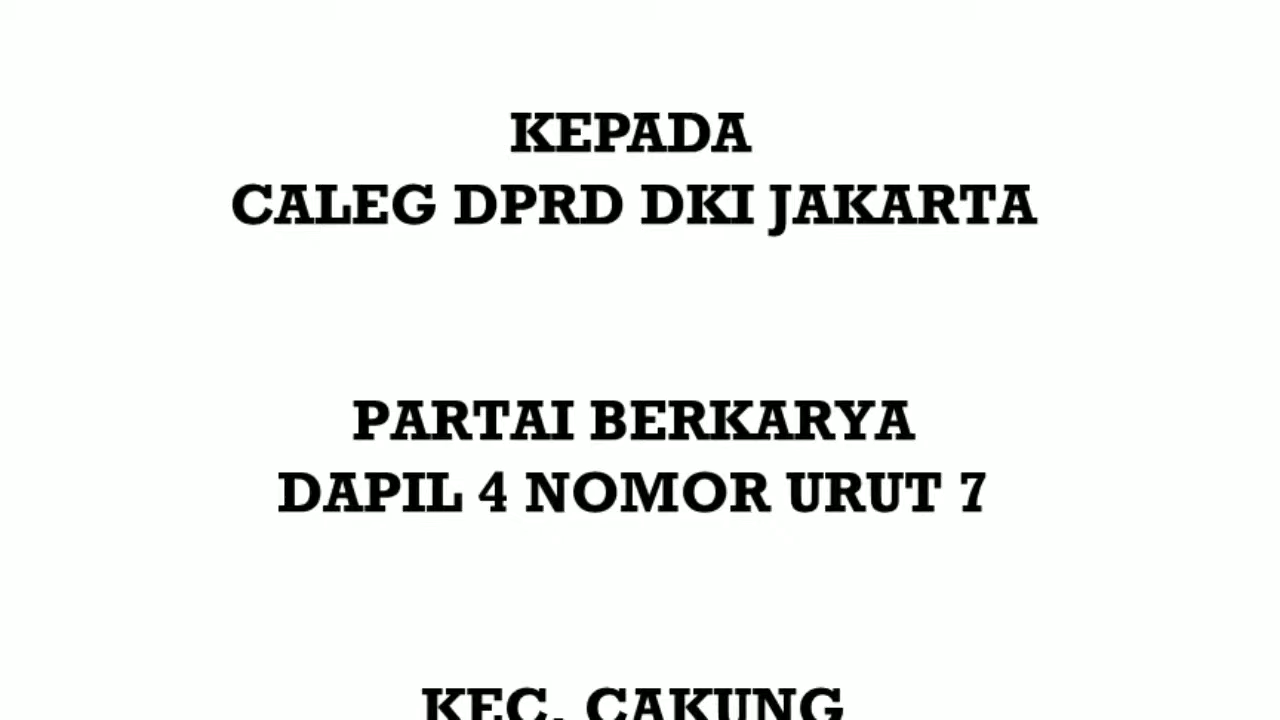 KEPADA
CALEG DPRD DKI JAKARTA
PARTAI BERKARYA
DAPIL 4 NOMOR URUT 7
KEC. CAKUNG